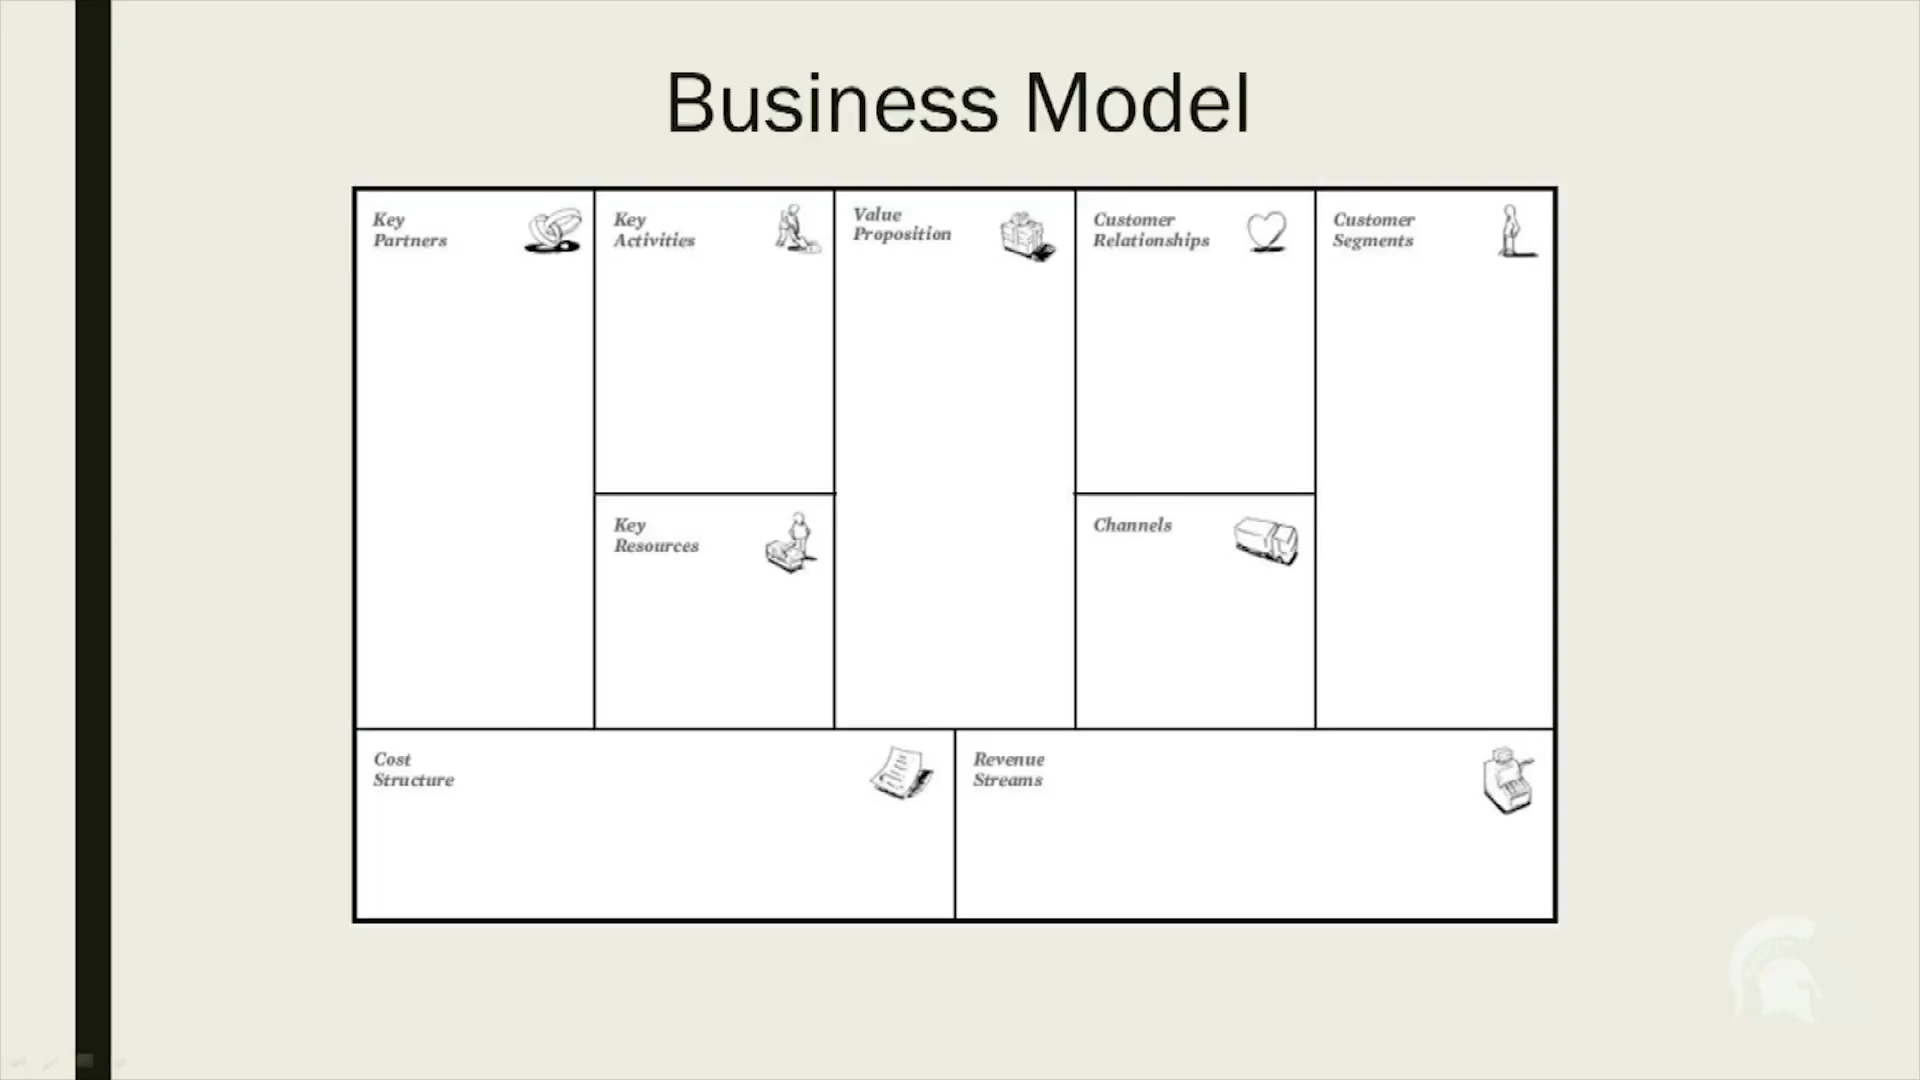 Business Model
Key
Partners
Key
Activities
Key
Resources
Value
Proposition
Customer
Relationships
Channels
Customer
Segments
Cost
Structure
Revenue
Streams